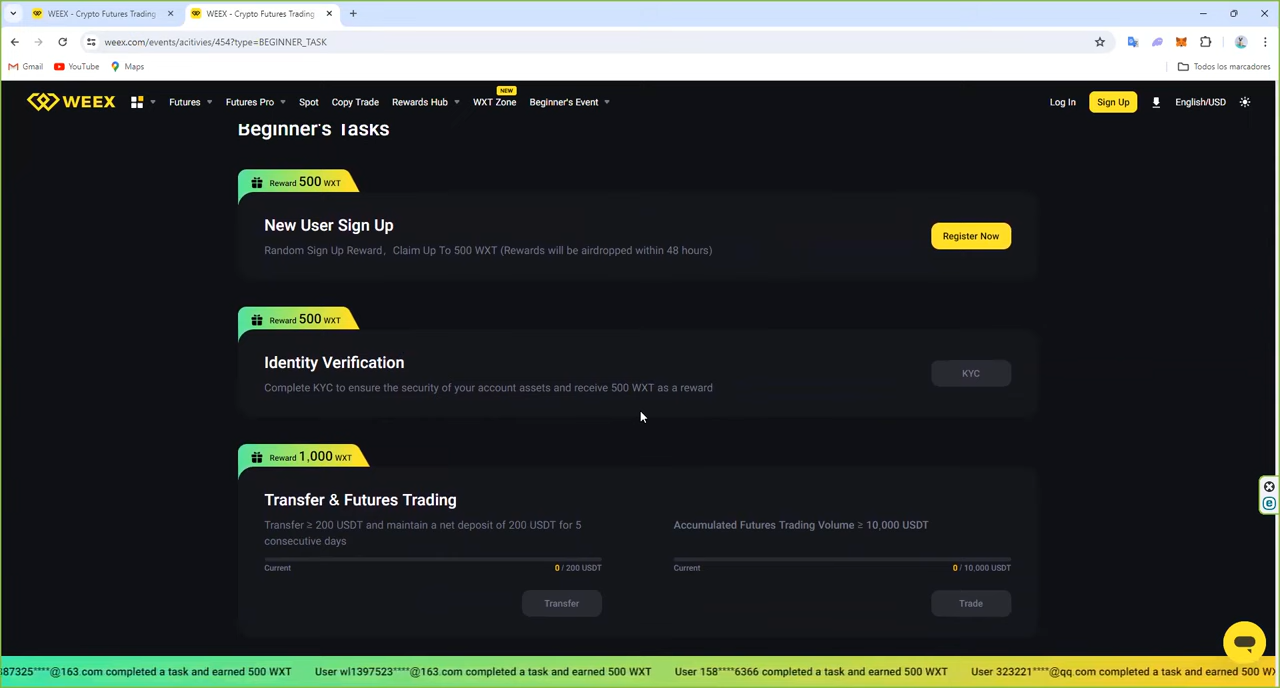 WEEX - Crypto Futures Trading
WEEX - Crypto Futures Trading
weex.com/events/acitivies/454?type=BEGINNER_TASK
Gmail YouTube Maps Todos los marcadores
WEEX Futures Futures Pro Spot Copy Trade Rewards Hub WXT Zone NEW Beginner's Event Log In Sign Up English/USD
Beginner's Tasks
Reward 500 WXT
New User Sign Up
Random Sign Up Reward, Claim Up To 500 WXT (Rewards will be airdropped within 48 hours)
Register Now
Reward 500 WXT
Identity Verification
Complete KYC to ensure the security of your account assets and receive 500 WXT as a reward
KYC
Reward 1,000 WXT
Transfer & Futures Trading
Transfer ≥ 200 USDT and maintain a net deposit of 200 USDT for 5
consecutive days
Current 0 / 200 USDT
Transfer
Accumulated Futures Trading Volume ≥ 10,000 USDT
Current 0 / 10,000 USDT
Trade
387325****@163.com completed a task and earned 500 WXT User wl1397523****@163.com completed a task and earned 500 WXT User 158****6366 completed a task and earned 500 WXT User 323221****@qq.com completed a task and earned 500 WX